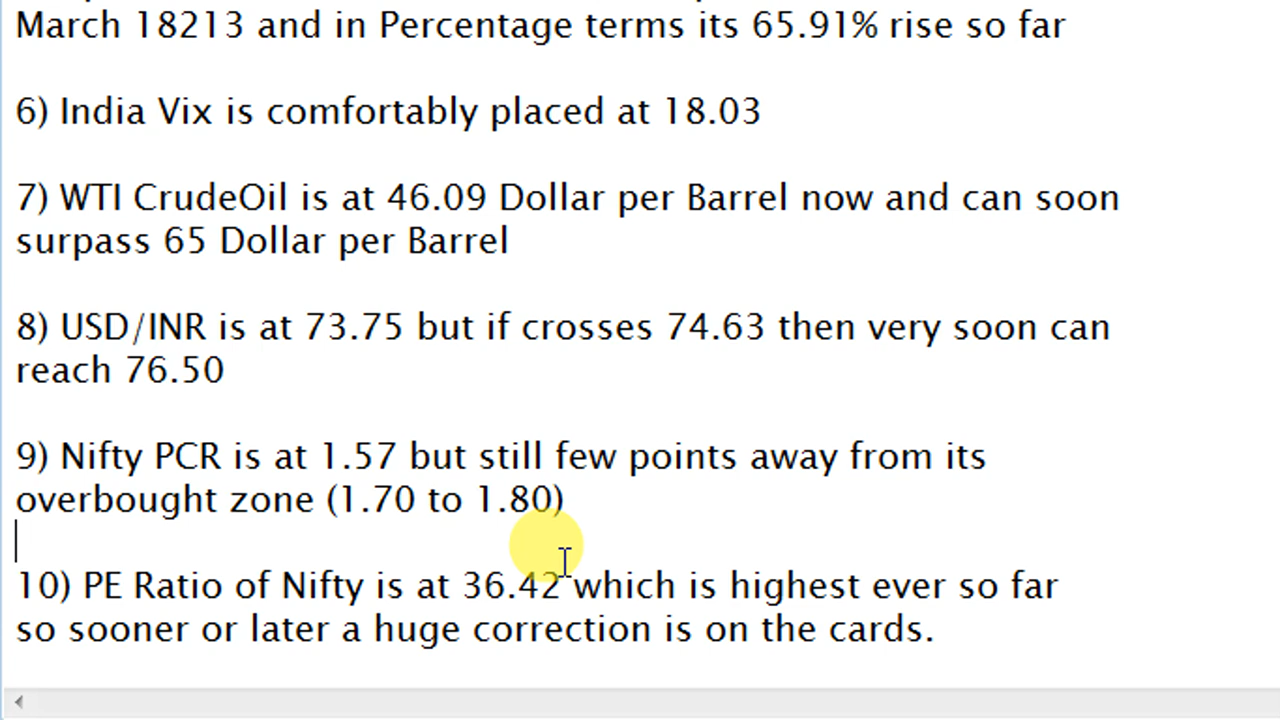 March 18213 and in Percentage terms its 65.91% rise so far
6) India Vix is comfortably placed at 18.03
7) WTI CrudeOil is at 46.09 Dollar per Barrel now and can soon
surpass 65 Dollar per Barrel
8) USD/INR is at 73.75 but if crosses 74.63 then very soon can
reach 76.50
9) Nifty PCR is at 1.57 but still few points away from its
overbought zone (1.70 to 1.80)
10) PE Ratio of Nifty is at 36.42 which is highest ever so far
so sooner or later a huge correction is on the cards.